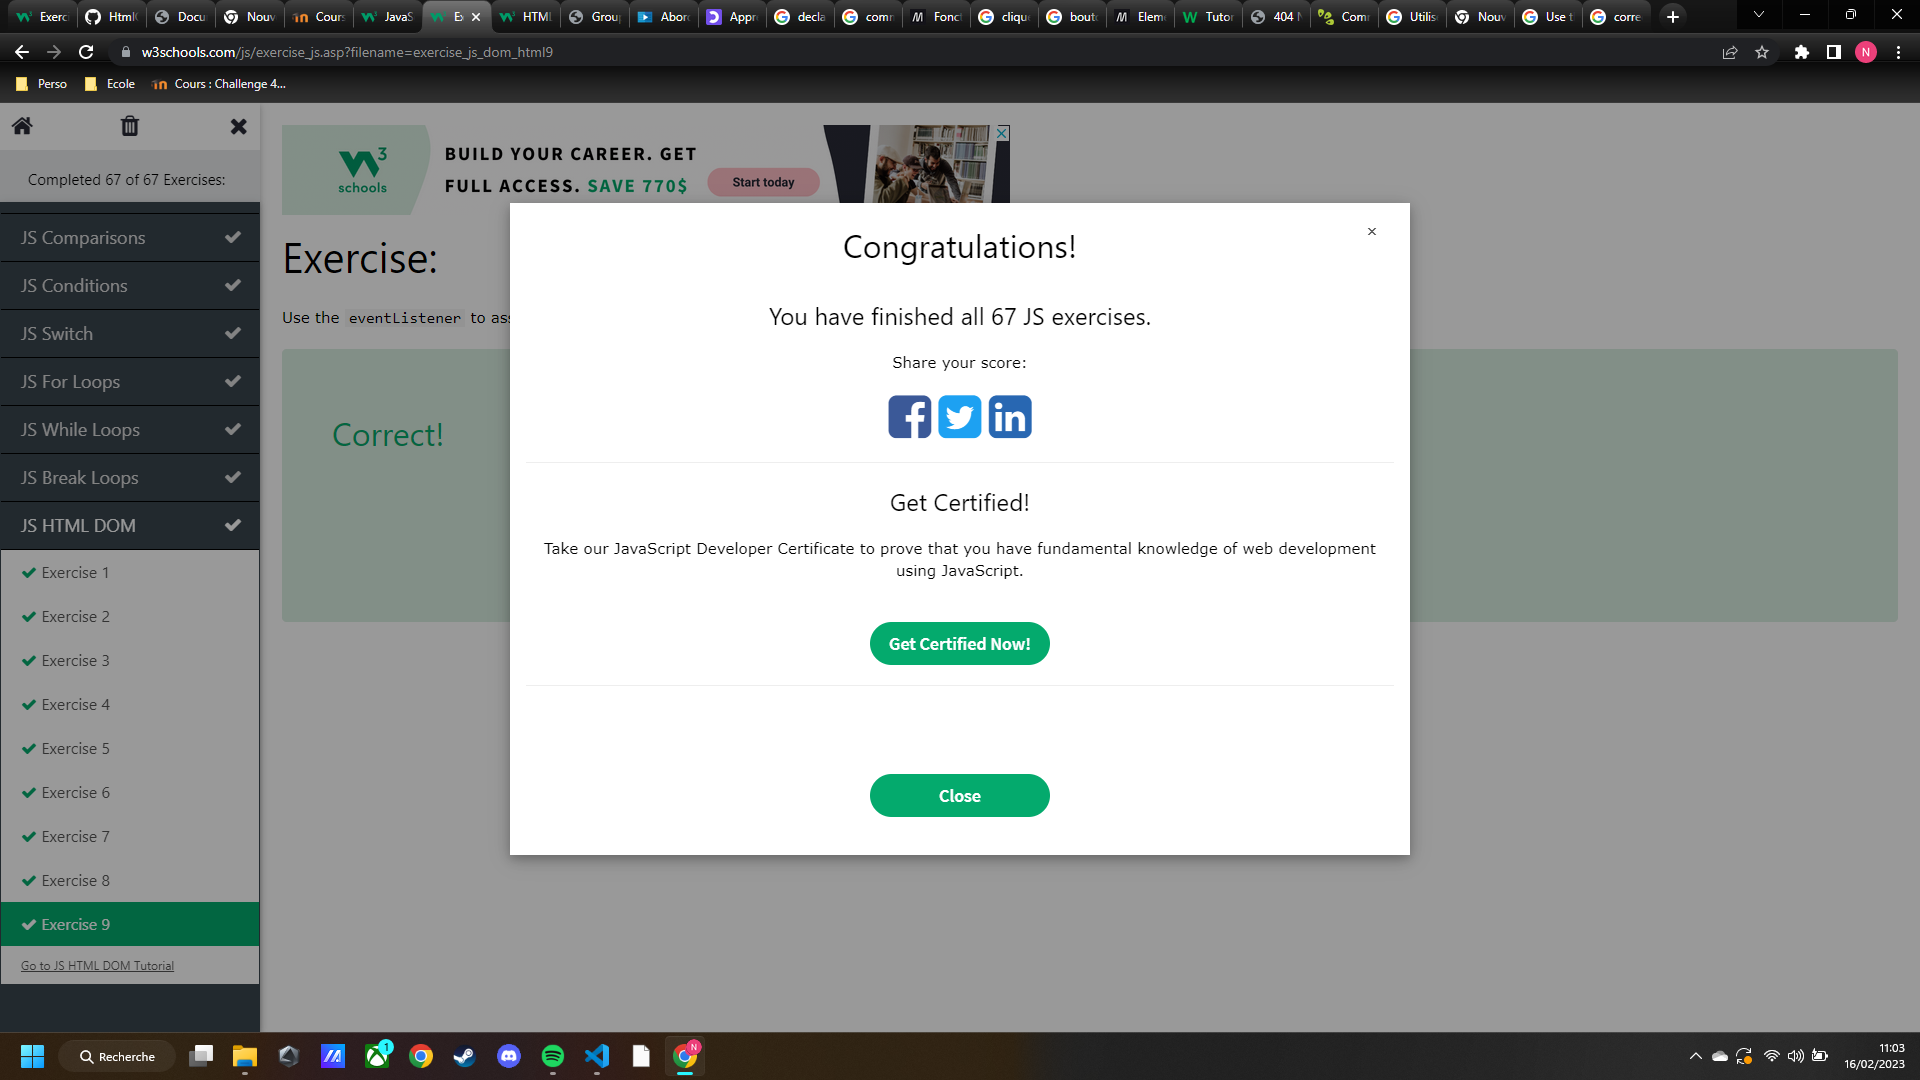 Exerc
Html
Docu
Nouv
Cours
JavaS
Ex
HTML
Group
Abor
Appr
decla
comm
Fonc
cliqu
bout
Elem
Tutor
404 N
Com
Utilis
Nouv
Use t
corre
w3schools.com/js/exercise_js.asp?filename=exercise_js_dom_html9
N
Perso
Ecole
Cours : Challenge 4...
Completed 67 of 67 Exercises:
JS Comparisons
JS Conditions
JS Switch
JS For Loops
JS While Loops
JS Break Loops
JS HTML DOM
Exercise 1
Exercise 2
Exercise 3
Exercise 4
Exercise 5
Exercise 6
Exercise 7
Exercise 8
Exercise 9
Go to JS HTML DOM Tutorial
W3
schools
BUILD YOUR CAREER. GET
FULL ACCESS. SAVE 770$
Start today
Exercise:
Use the eventListener to ass
Correct!
Congratulations!
You have finished all 67 JS exercises.
Share your score:
Get Certified!
Take our JavaScript Developer Certificate to prove that you have fundamental knowledge of web development
using JavaScript.
Get Certified Now!
Close
Recherche
1
N
11:03
16/02/2023